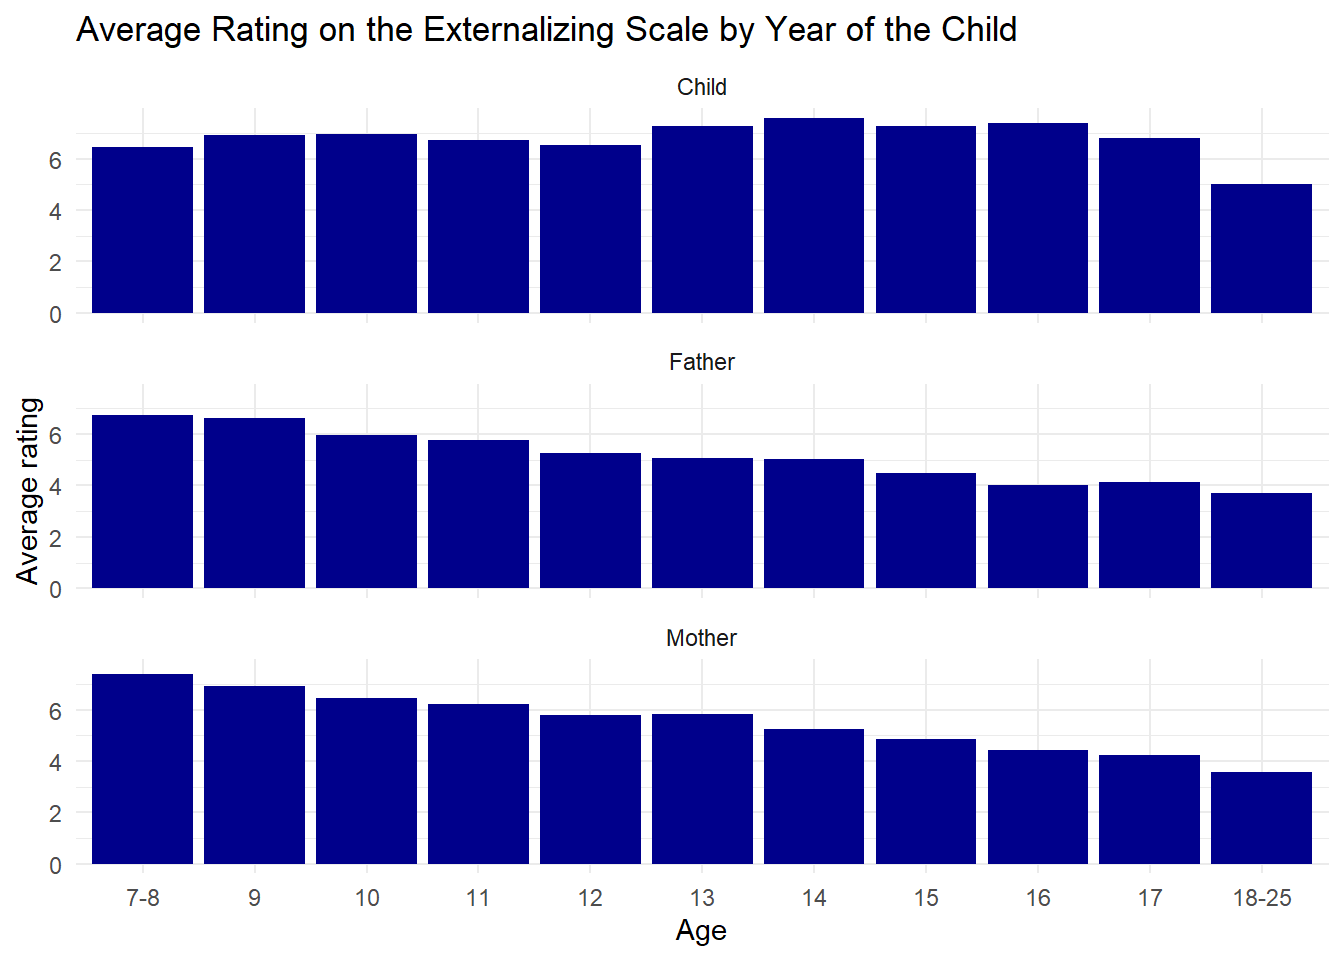 Average Rating on the Externalizing Scale by Year of the Child
Child
6
4
2
0
Father
6
4
2
0
Average rating
Mother
6
4
2
0
7-8 9 10 11 12 13 14 15 16 17 18-25
Age